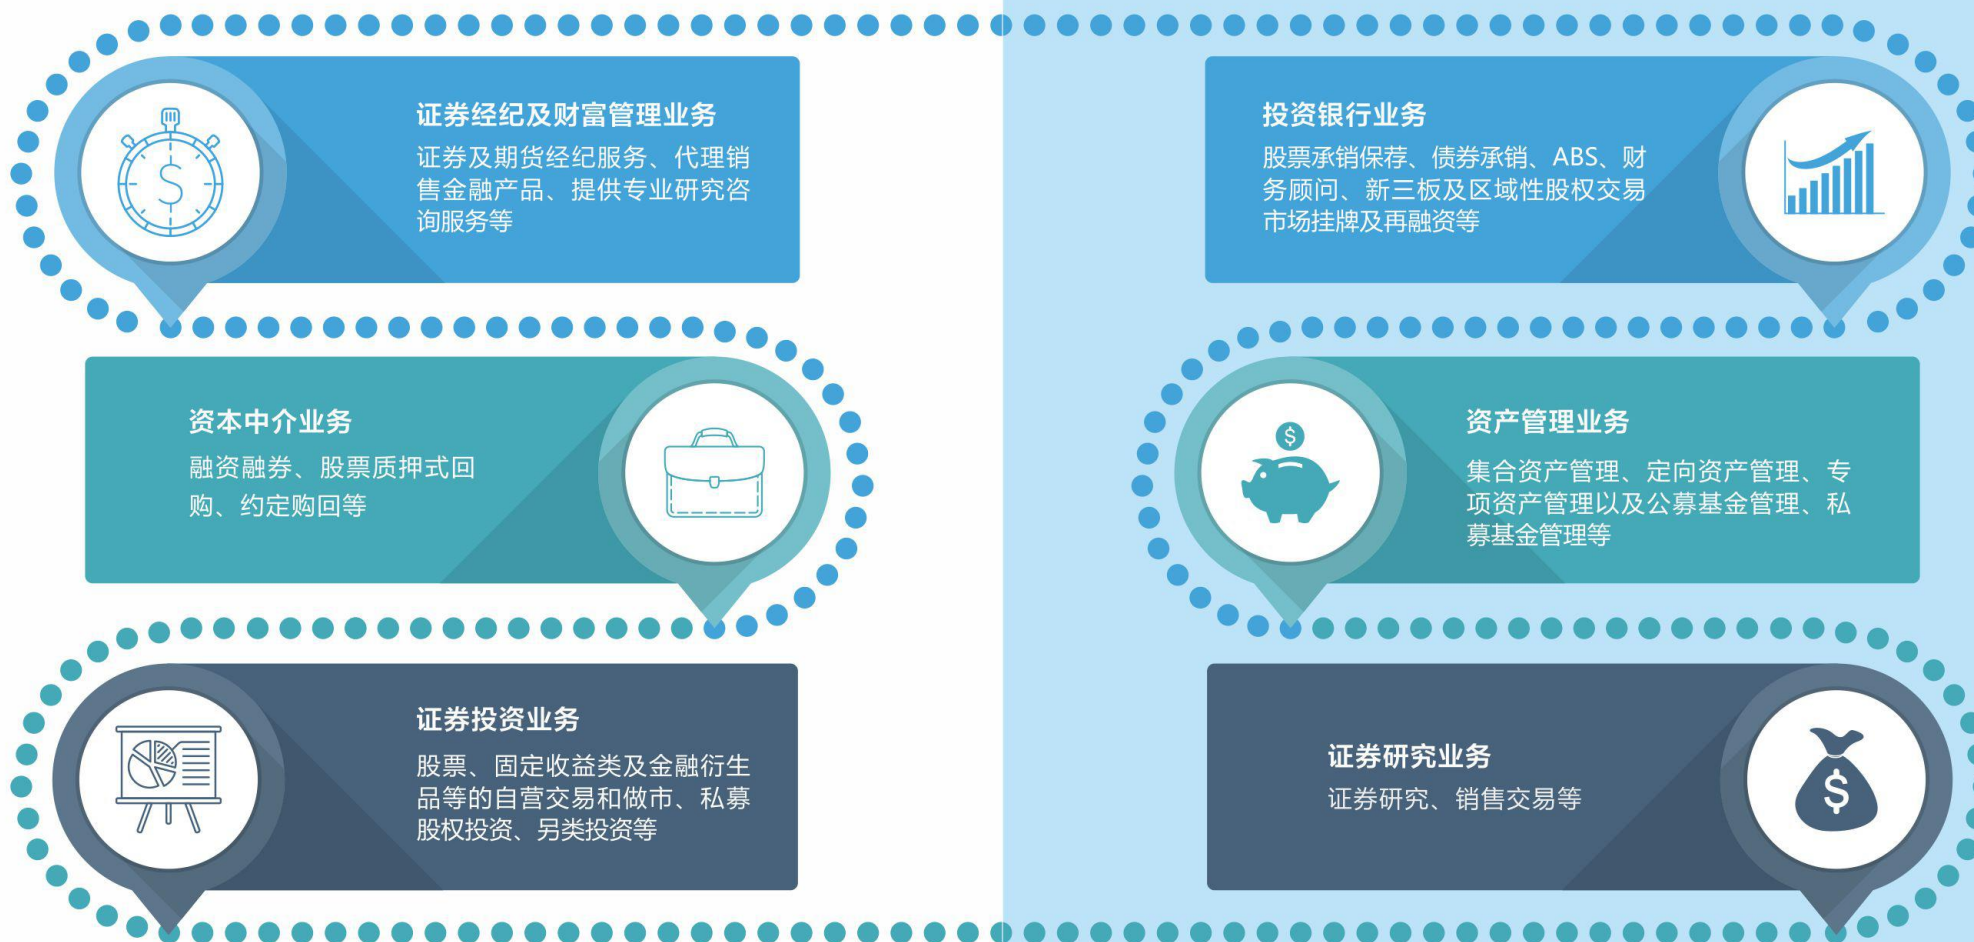 证券经纪及财富管理业务
证券及期货经纪服务、代理销
售金融产品、提供专业研究咨
询服务等
投资银行业务
股票承销保荐、债券承销、ABS、财
务顾问、新三板及区域性股权交易
市场挂牌及再融资等
资本中介业务
融资融券、股票质押式回
购、约定购回等
$
资产管理业务
集合资产管理、定向资产管理、专
项资产管理以及公募基金管理、私
募基金管理等
证券投资业务
股票、固定收益类及金融衍生
品等的自营交易和做市、私募
股权投资、另类投资等
证券研究业务
证券研究、销售交易等
$